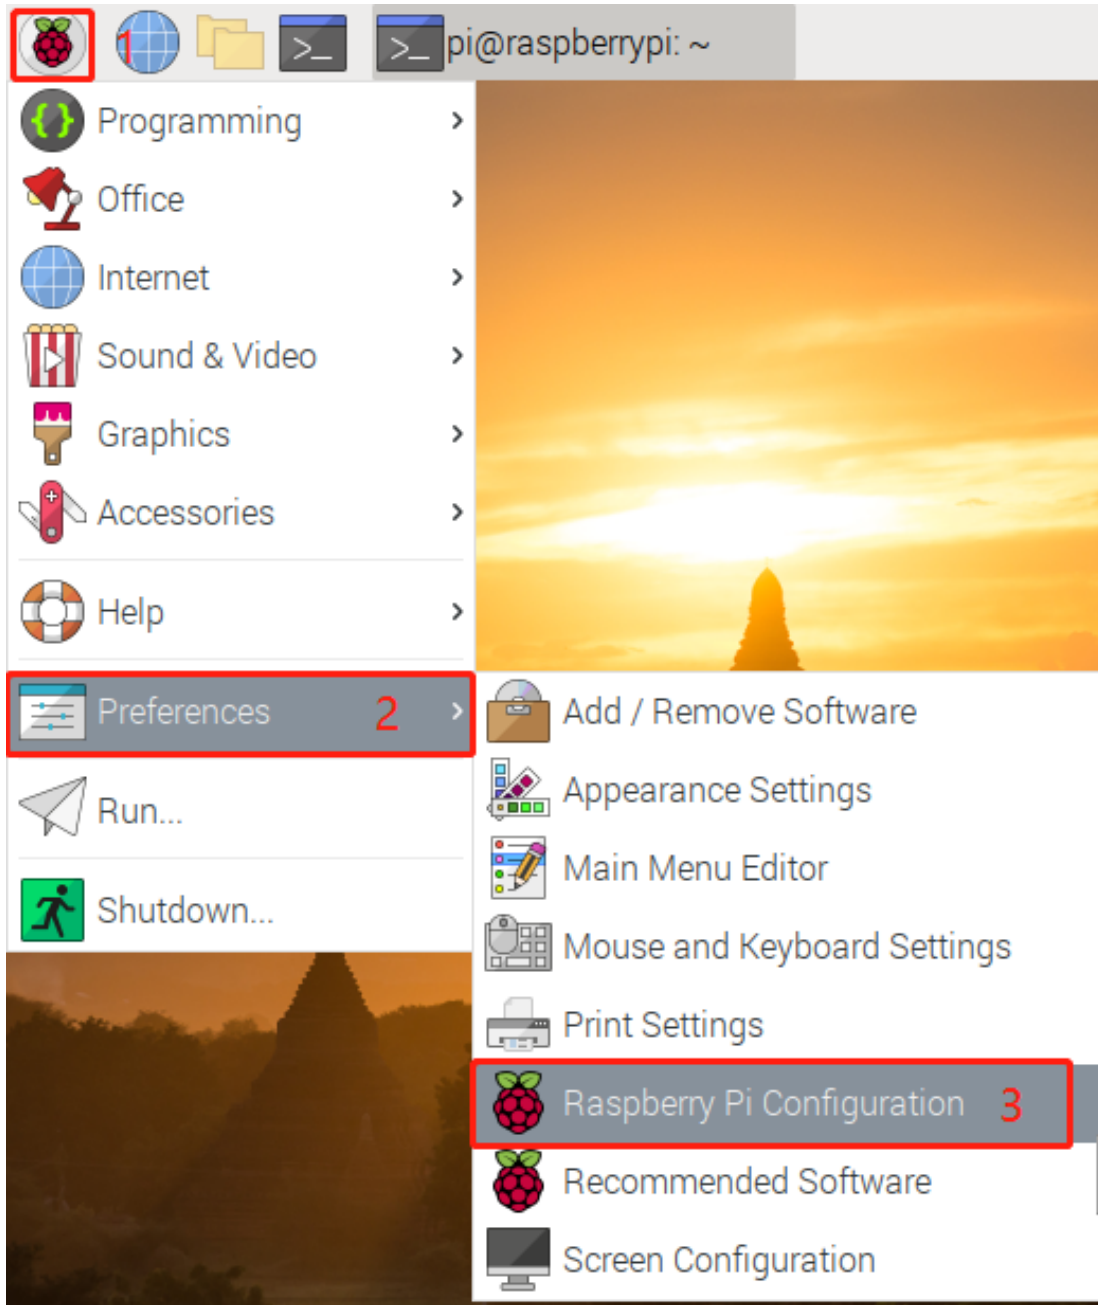 1
>_
>_ pi@raspberrypi: ~
Programming
Office
Internet
Sound & Video
Graphics
Accessories
Help
Preferences 2
Add / Remove Software
Appearance Settings
Run...
Main Menu Editor
Shutdown...
Mouse and Keyboard Settings
Print Settings
Raspberry Pi Configuration 3
Recommended Software
Screen Configuration